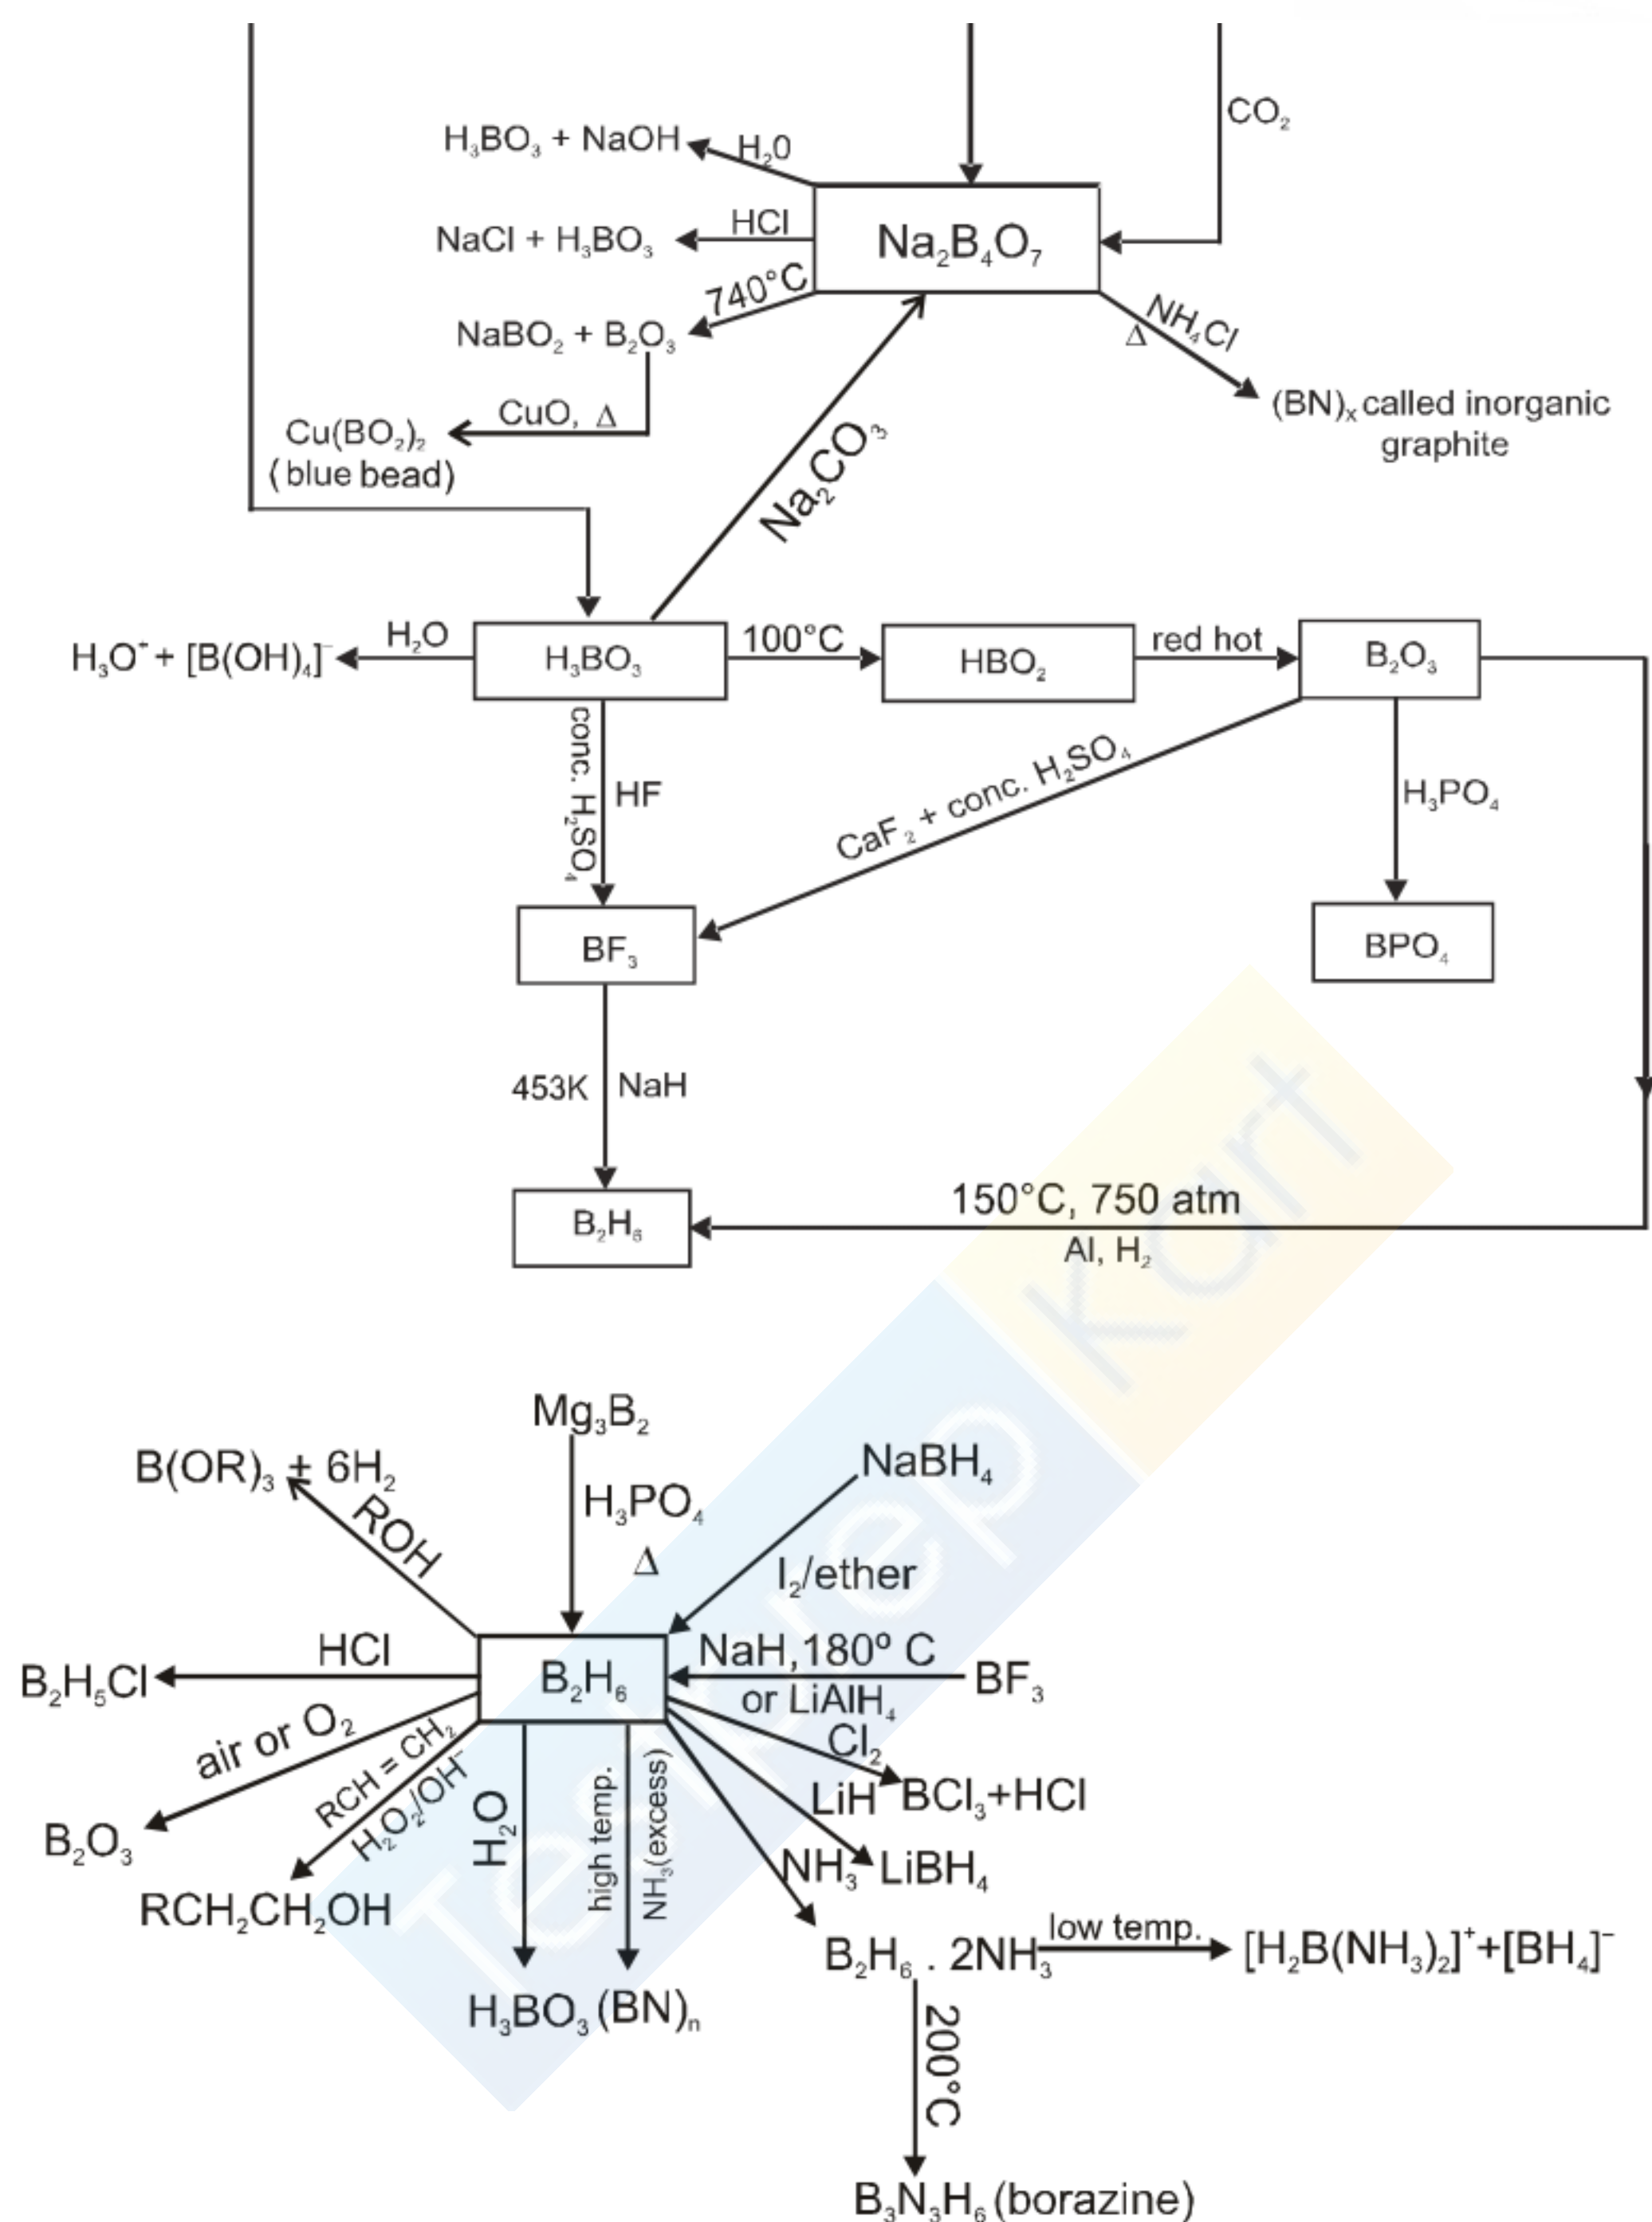 CO₂
H₃BO₃ + NaOH
H₂0
HCl
NaCl + H₃BO₃
Na₂B₄O₇
740°C
NH₄Cl
Δ
NaBO₂ + B₂O₃
CuO, Δ
Cu(BO₂)₂
(blue bead)
(BN)ₓ called inorganic
graphite
Na₂CO₃
H₃O⁺ + [B(OH)₄]⁻
H₂O
H₃BO₃
100°C
HBO₂
red hot
B₂O₃
conc. H₂SO₄
HF
CaF₂ + conc. H₂SO₄
H₃PO₄
BF₃
BPO₄
453K
NaH
150°C, 750 atm
B₂H₆
Al, H₂
Mg₃B₂
B(OR)₃ + 6H₂
NaBH₄
ROH
H₃PO₄
Δ
I₂/ether
HCl
B₂H₅Cl
B₂H₆
NaH,180º C
or LiAlH₄
BF₃
air or O₂
RCH = CH₂
H₂O₂/OH⁻
H₂O
high temp.
NH₃(excess)
Cl₂
BCl₃+HCl
LiH
B₂O₃
NH₃
LiBH₄
RCH₂CH₂OH
B₂H₆ . 2NH₃
low temp.
[H₂B(NH₃)₂]⁺+[BH₄]⁻
H₃BO₃
(BN)ₙ
200°C
B₃N₃H₆ (borazine)
Testprep Kart